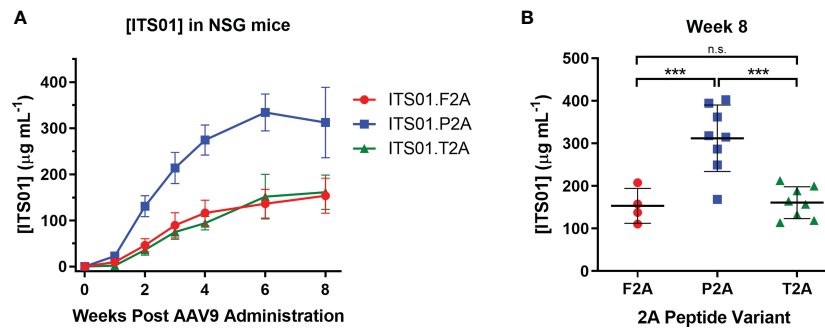 A
[ITS01] in NSG mice
[ITS01] (µg mL⁻¹)
400
300
200
100
0
0 2 4 6 8
Weeks Post AAV9 Administration
ITS01.F2A
ITS01.P2A
ITS01.T2A
B
Week 8
n.s.
*** ***
[ITS01] (µg mL⁻¹)
500
400
300
200
100
0
F2A P2A T2A
2A Peptide Variant